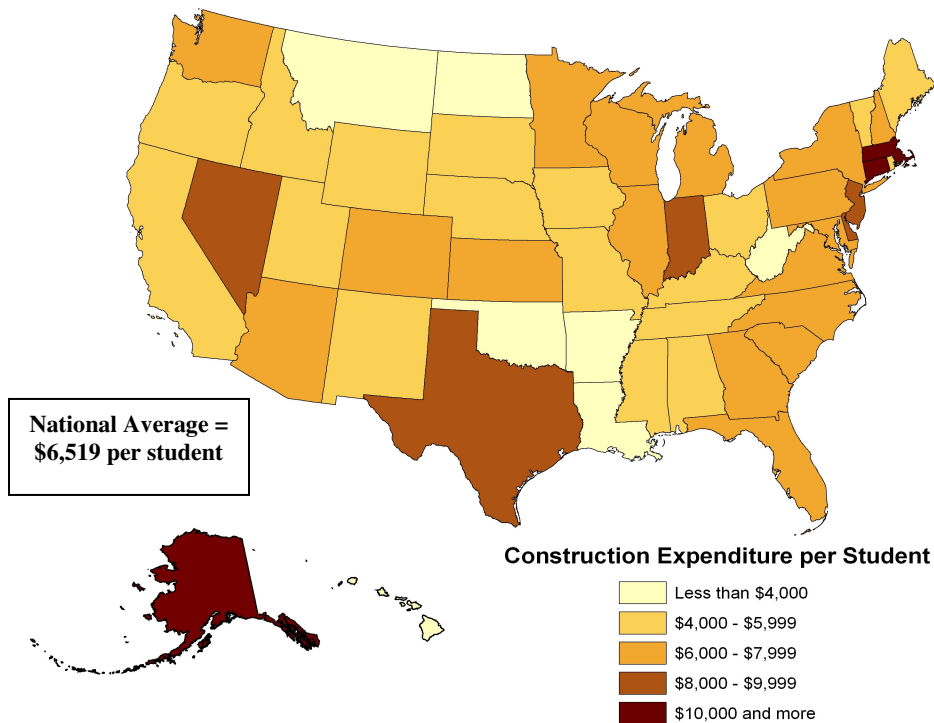 National Average =
$6,519 per student
Construction Expenditure per Student
Less than $4,000
$4,000 - $5,999
$6,000 - $7,999
$8,000 - $9,999
$10,000 and more